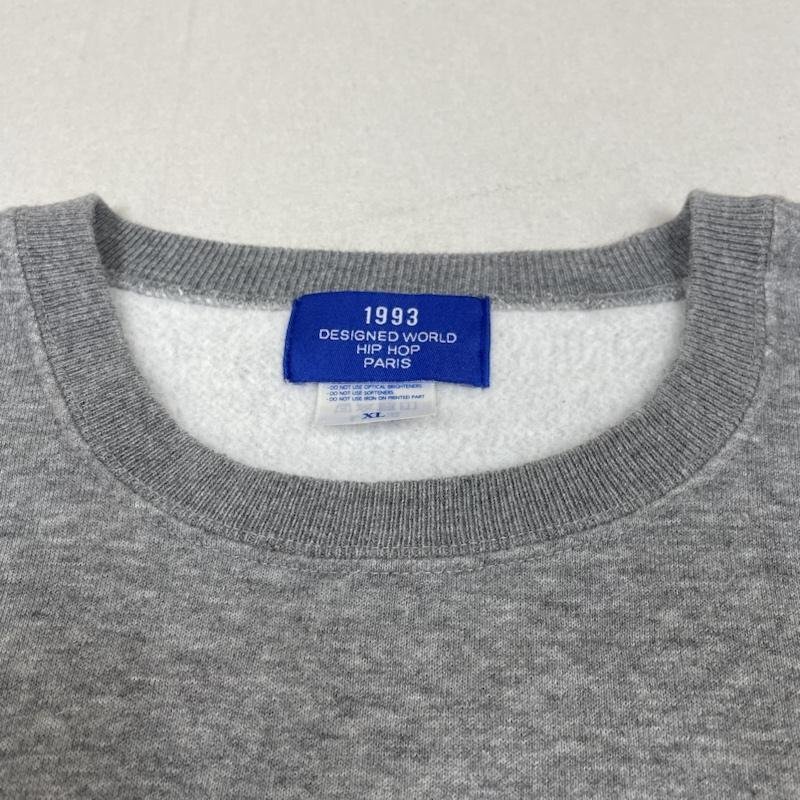 1993
DESIGNED WORLD
HIP HOP
PARIS
- DO NOT USE OPTICAL BRIGHTENERS
- DO NOT USE SOFTENERS
- DO NOT USE IRON ON PRINTED PART
XL